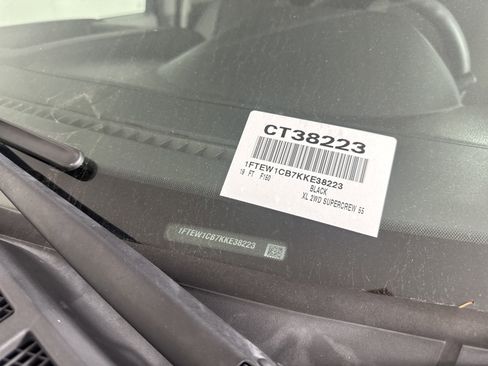 CT38223
1FTEW1CB7KKE38223
19 FT F150
BLACK
XL 2WD SUPERCREW 55
1FTEW1CB7KKE38223